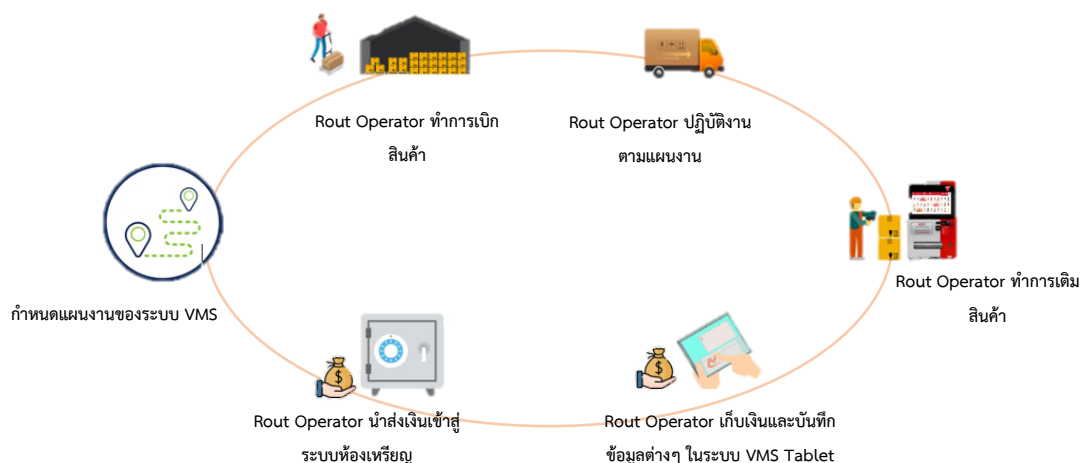 Rout Operator ทำการเบิก
สินค้า
Rout Operator ปฏิบัติงาน
ตามแผนงาน
Rout Operator ทำการเติม
สินค้า
กำหนดแผนงานของระบบ VMS
Rout Operator นำส่งเงินเข้าสู่
ระบบห้องเหรียญ
Rout Operator เก็บเงินและบันทึก
ข้อมูลต่างๆ ในระบบ VMS Tablet